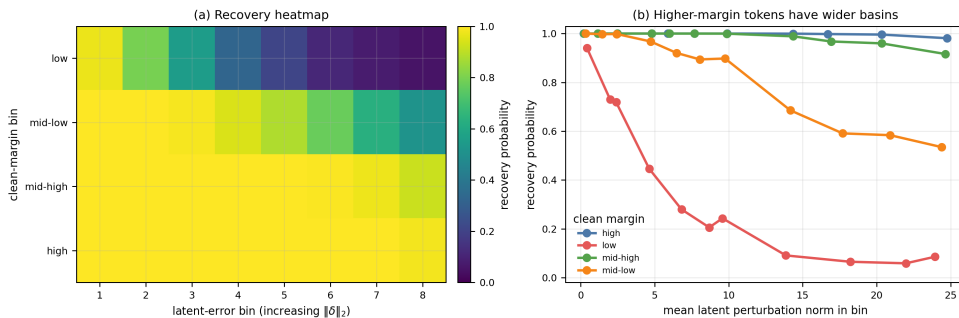 (a) Recovery heatmap
clean-margin bin
low
mid-low
mid-high
high
1 2 3 4 5 6 7 8
latent-error bin (increasing ‖δ‖₂)
1.0
0.8
0.6
0.4
0.2
0.0
recovery probability
(b) Higher-margin tokens have wider basins
recovery probability
1.0
0.8
0.6
0.4
0.2
0.0
clean margin
high
low
mid-high
mid-low
0 5 10 15 20 25
mean latent perturbation norm in bin